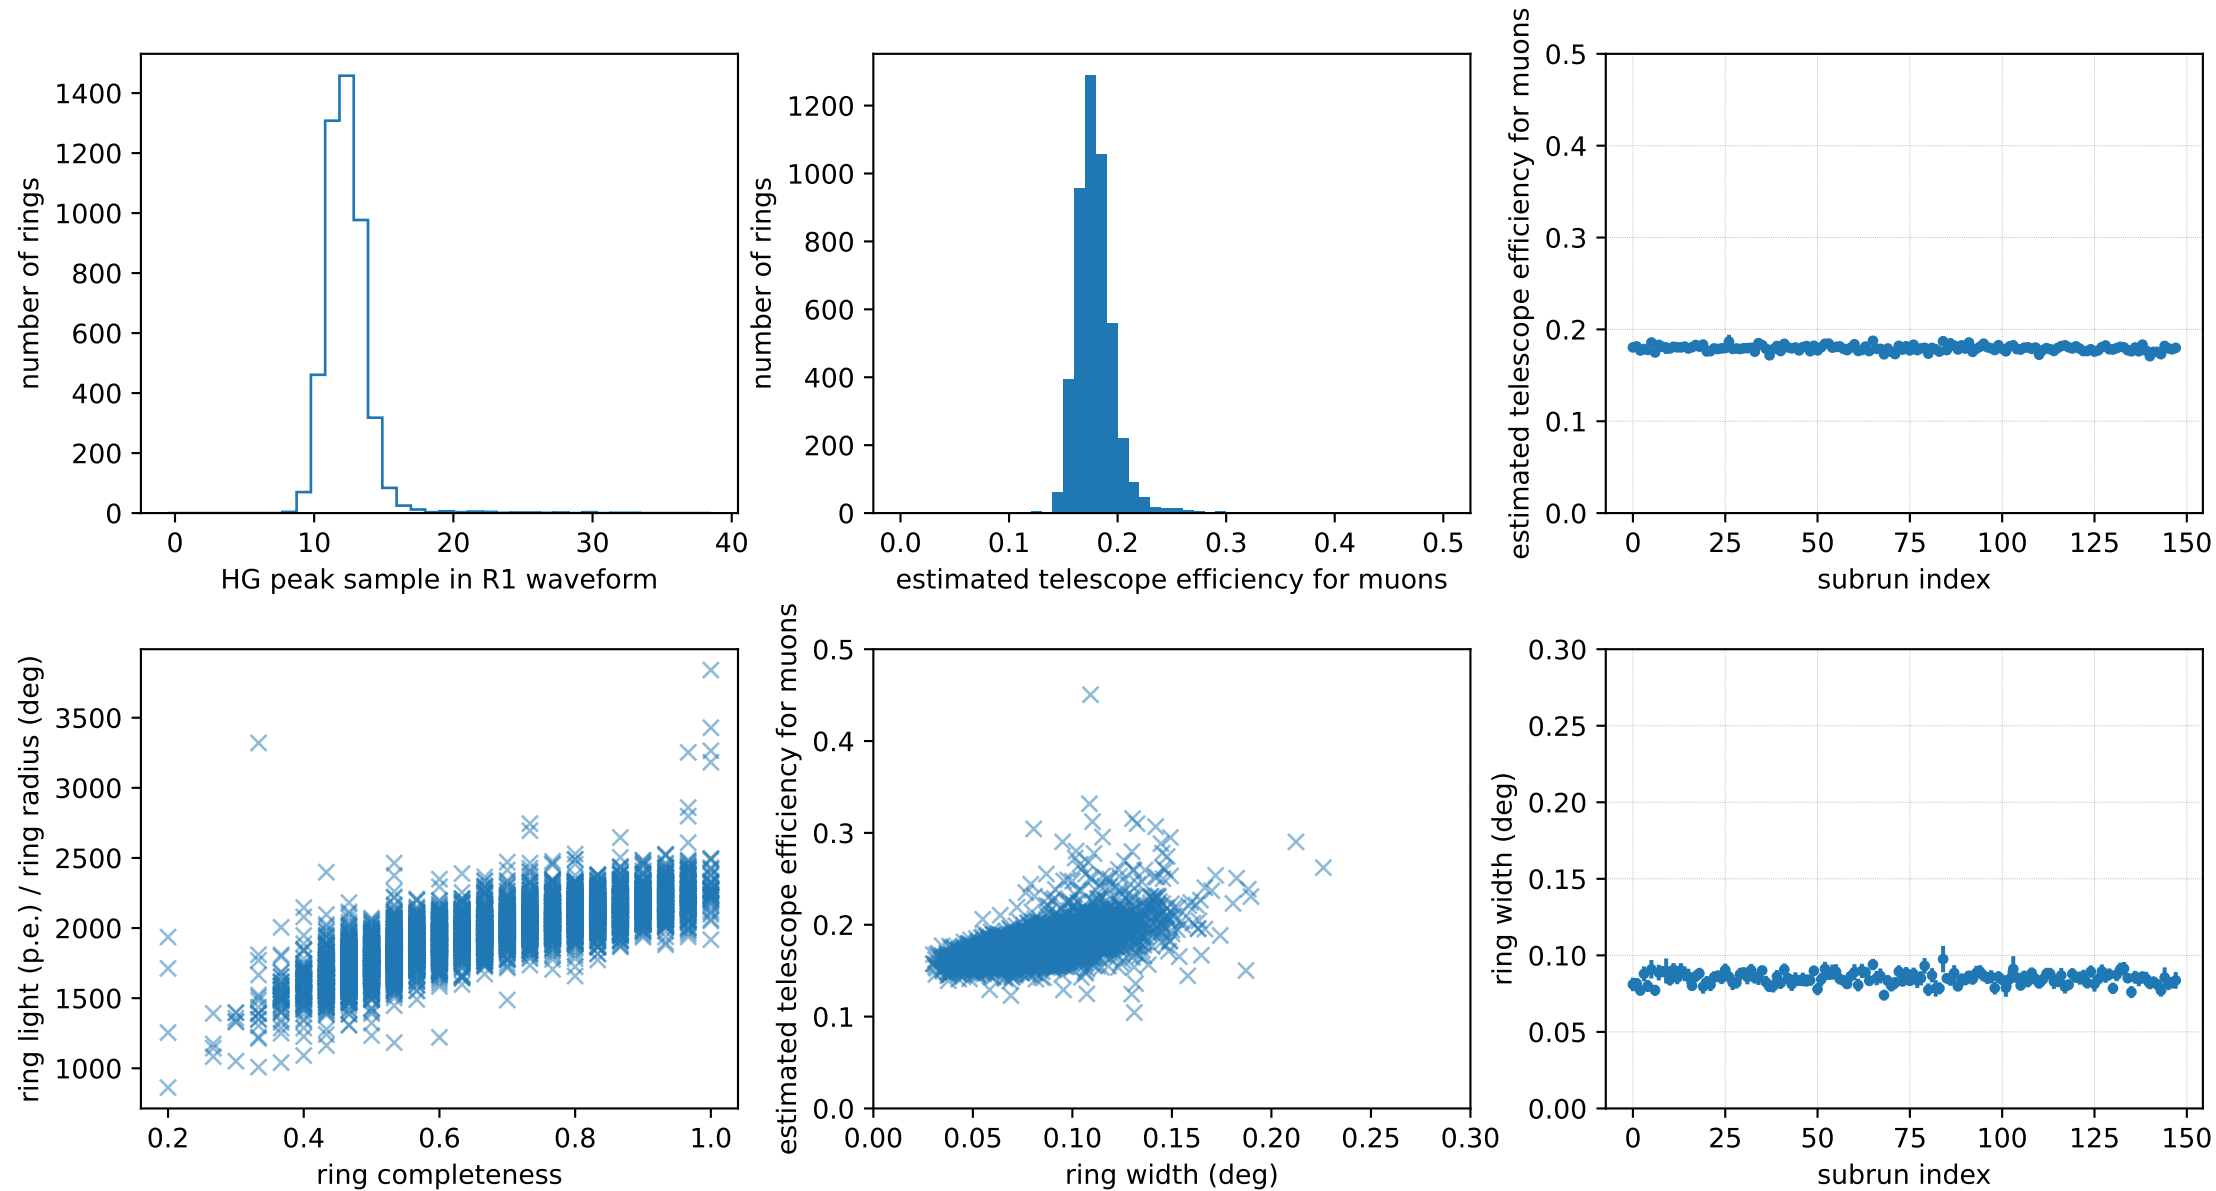 number of rings
1400
1200
1000
800
600
400
200
0
0 10 20 30 40
HG peak sample in R1 waveform
number of rings
1200
1000
800
600
400
200
0
0.0 0.1 0.2 0.3 0.4 0.5
estimated telescope efficiency for muons
estimated telescope efficiency for muons
0.5
0.4
0.3
0.2
0.1
0.0
0 25 50 75 100 125 150
subrun index
ring light (p.e.) / ring radius (deg)
3500
3000
2500
2000
1500
1000
0.2 0.4 0.6 0.8 1.0
ring completeness
estimated telescope efficiency for muons
0.5
0.4
0.3
0.2
0.1
0.0
0.00 0.05 0.10 0.15 0.20 0.25 0.30
ring width (deg)
ring width (deg)
0.30
0.25
0.20
0.15
0.10
0.05
0.00
0 25 50 75 100 125 150
subrun index